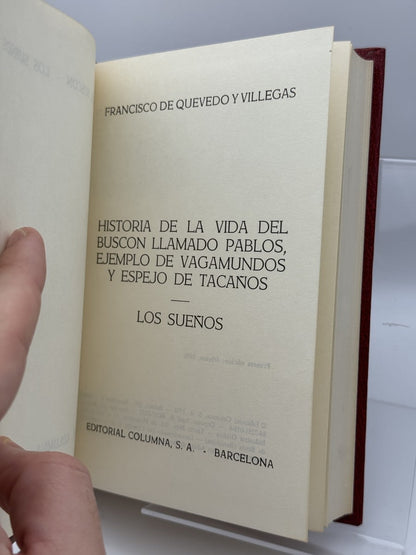 FRANCISCO DE QUEVEDO Y VILLEGAS
HISTORIA DE LA VIDA DEL
BUSCON LLAMADO PABLOS,
EJEMPLO DE VAGAMUNDOS
Y ESPEJO DE TACAÑOS
LOS SUEÑOS
EDITORIAL COLUMNA, S. A. - BARCELONA